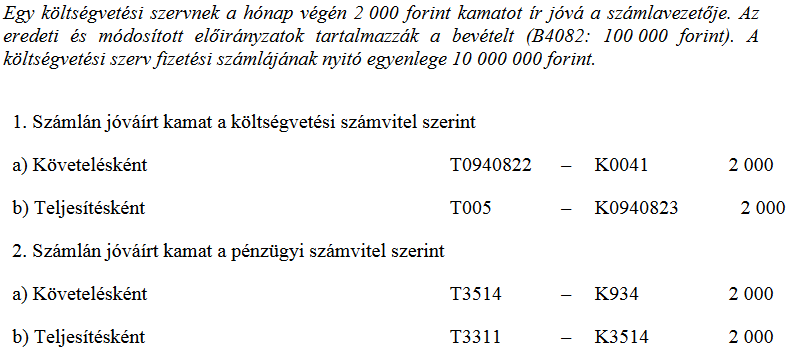 Egy költségvetési szervnek a hónap végén 2 000 forint kamatot ír jóvá a számlavezetője. Az
eredeti és módosított előirányzatok tartalmazzák a bevételt (B4082: 100 000 forint). A
költségvetési szerv fizetési számlájának nyitó egyenlege 10 000 000 forint.
1. Számlán jóváírt kamat a költségvetési számvitel szerint
a) Követelésként T0940822 – K0041 2 000
b) Teljesítésként T005 – K0940823 2 000
2. Számlán jóváírt kamat a pénzügyi számvitel szerint
a) Követelésként T3514 – K934 2 000
b) Teljesítésként T3311 – K3514 2 000